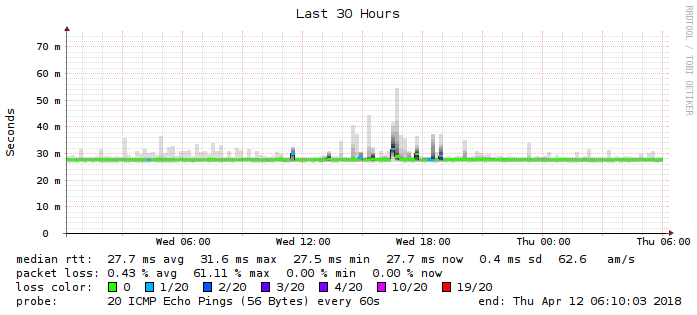 Last 30 Hours
RRDTOOL / TOBI OETIKER
Seconds
70 m
60 m
50 m
40 m
30 m
20 m
10 m
0
Wed 06:00 Wed 12:00 Wed 18:00 Thu 00:00 Thu 06:00
median rtt: 27.7 ms avg 31.6 ms max 27.5 ms min 27.7 ms now 0.4 ms sd 62.6 am/s
packet loss: 0.43 % avg 61.11 % max 0.00 % min 0.00 % now
loss color: 0 1/20 2/20 3/20 4/20 10/20 19/20
probe: 20 ICMP Echo Pings (56 Bytes) every 60s end: Thu Apr 12 06:10:03 2018